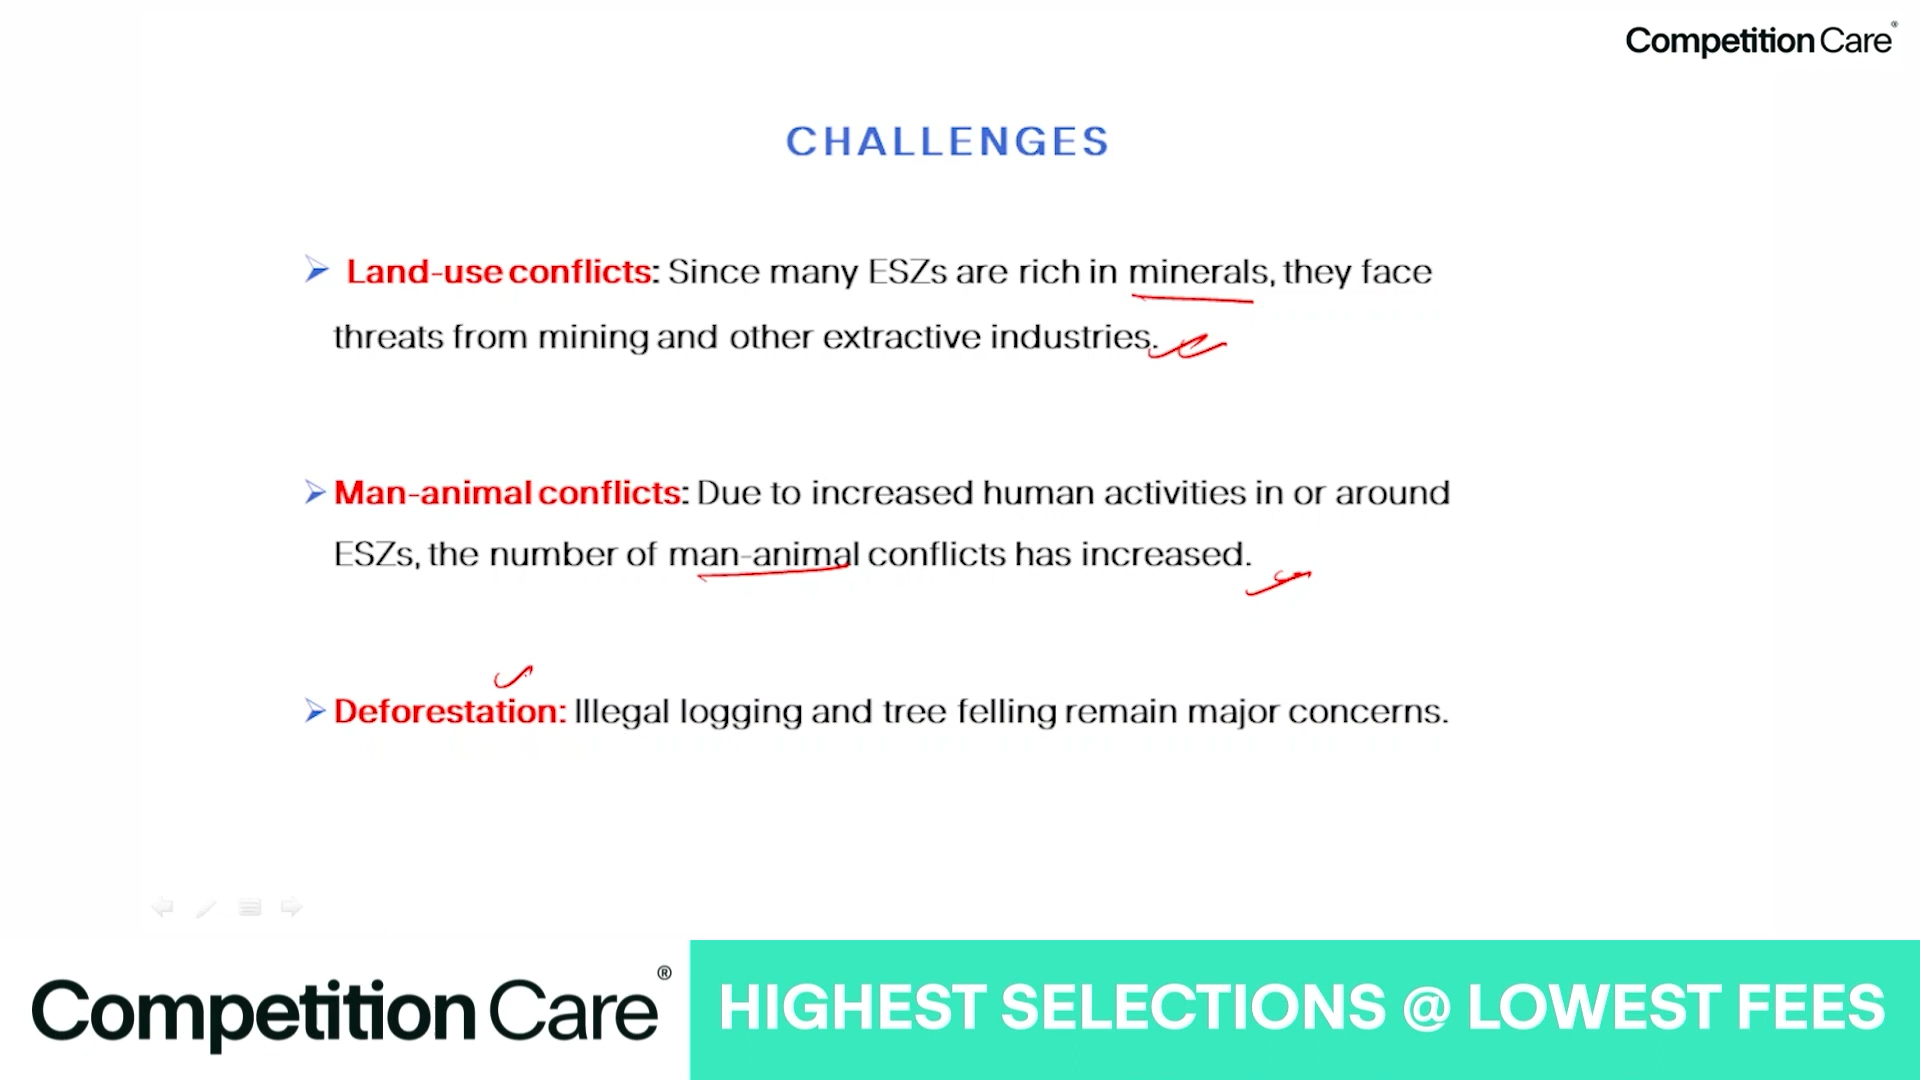 Competition Care®
CHALLENGES
➢ Land-use conflicts: Since many ESZs are rich in minerals, they face
threats from mining and other extractive industries.
➢ Man-animal conflicts: Due to increased human activities in or around
ESZs, the number of man-animal conflicts has increased.
➢ Deforestation: Illegal logging and tree felling remain major concerns.
Competition Care®
HIGHEST SELECTIONS @ LOWEST FEES